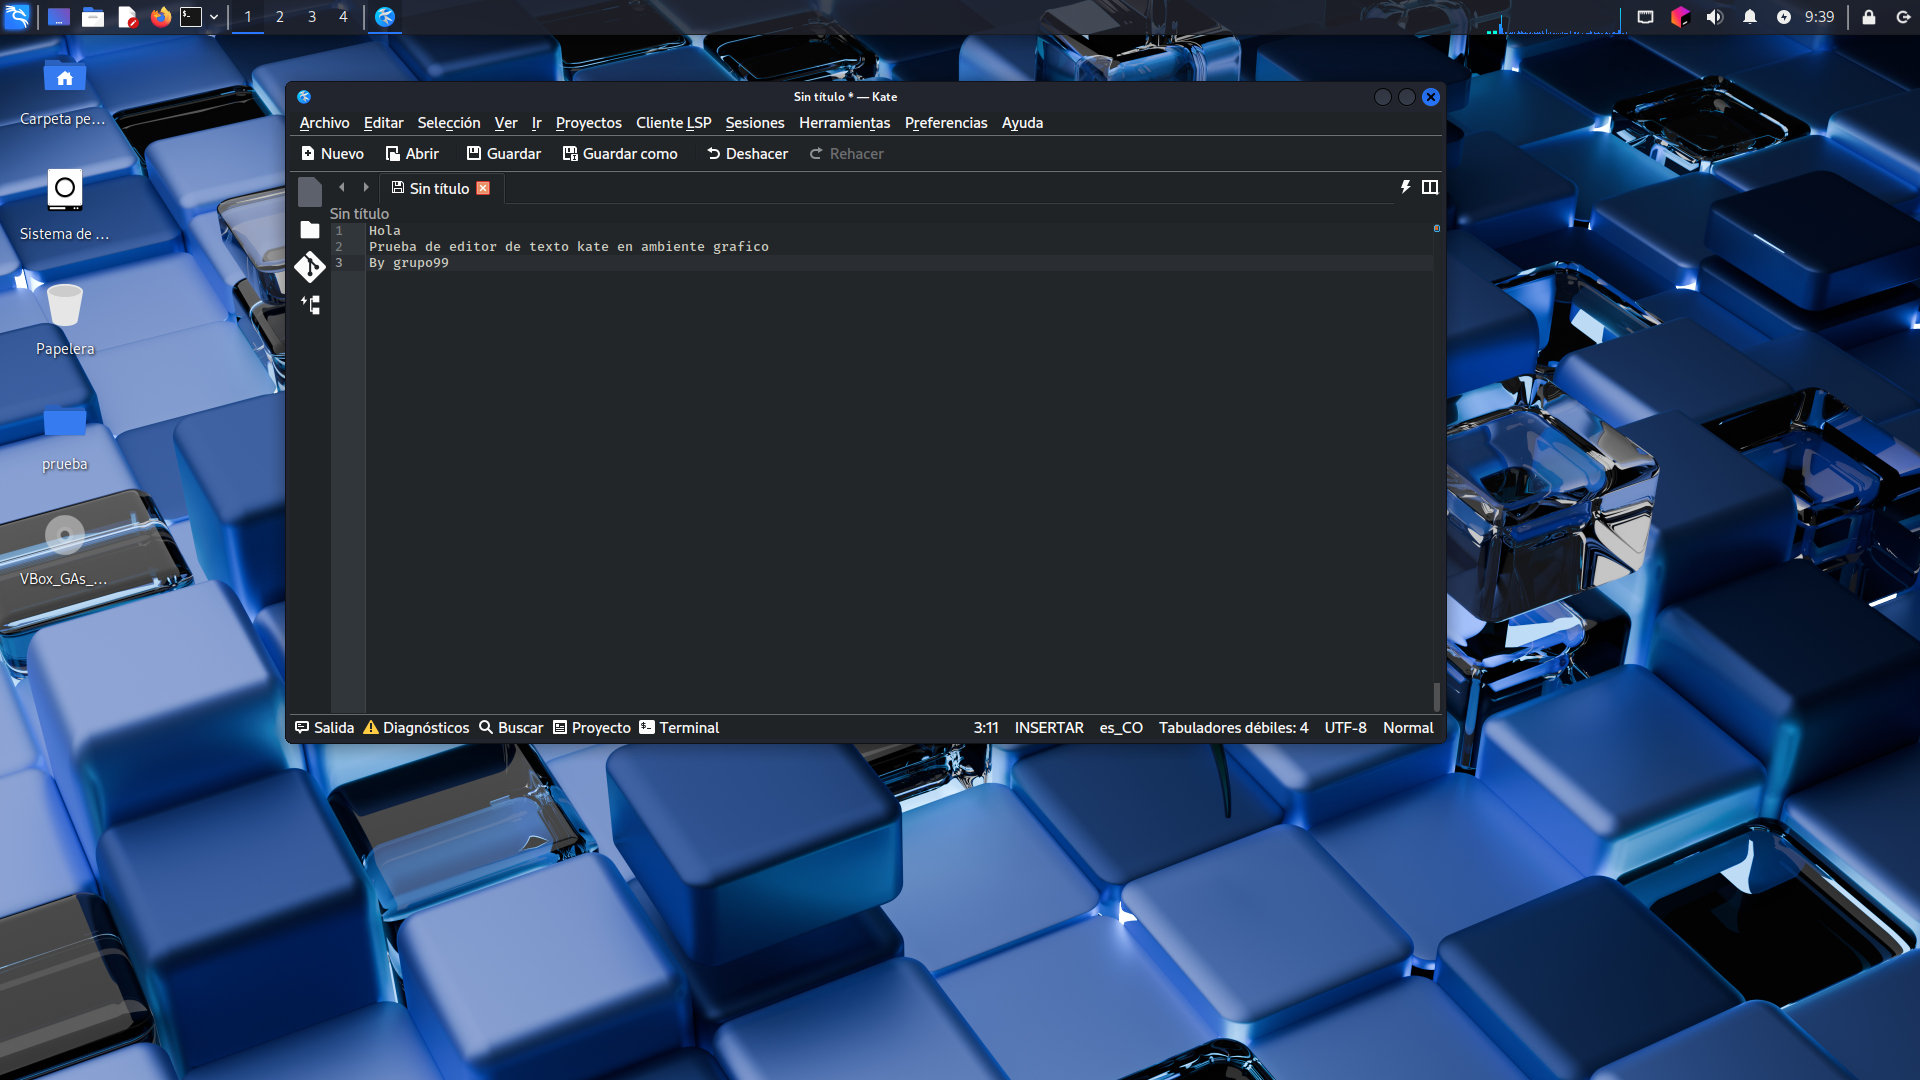 1 2 3 4 9:39
Carpeta pe...
Sistema de ...
Papelera
prueba
VBox_GAs_...
Sin título * — Kate
Archivo Editar Selección Ver Ir Proyectos Cliente LSP Sesiones Herramientas Preferencias Ayuda
Nuevo Abrir Guardar Guardar como Deshacer Rehacer
Sin título
Sin título
1 Hola
2 Prueba de editor de texto kate en ambiente grafico
3 By grupo99
Salida Diagnósticos Buscar Proyecto Terminal 3:11 INSERTAR es_CO Tabuladores débiles: 4 UTF-8 Normal